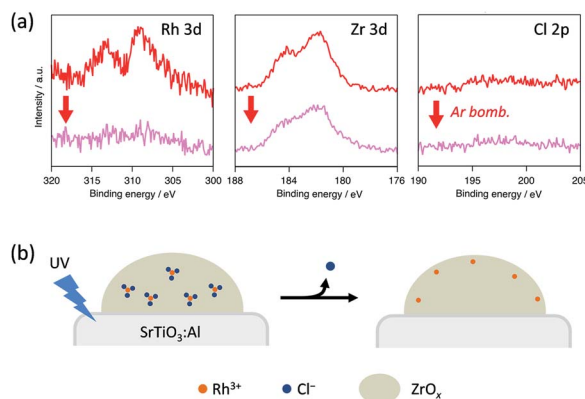 (a)
Rh 3d
Zr 3d
Cl 2p
Intensity / a.u.
Ar bomb.
320 315 310 305 300
188 184 180 176
190 195 200 205
Binding energy / eV
Binding energy / eV
Binding energy / eV
(b)
UV
SrTiO₃:Al
Rh³⁺
Cl⁻
ZrOₓ